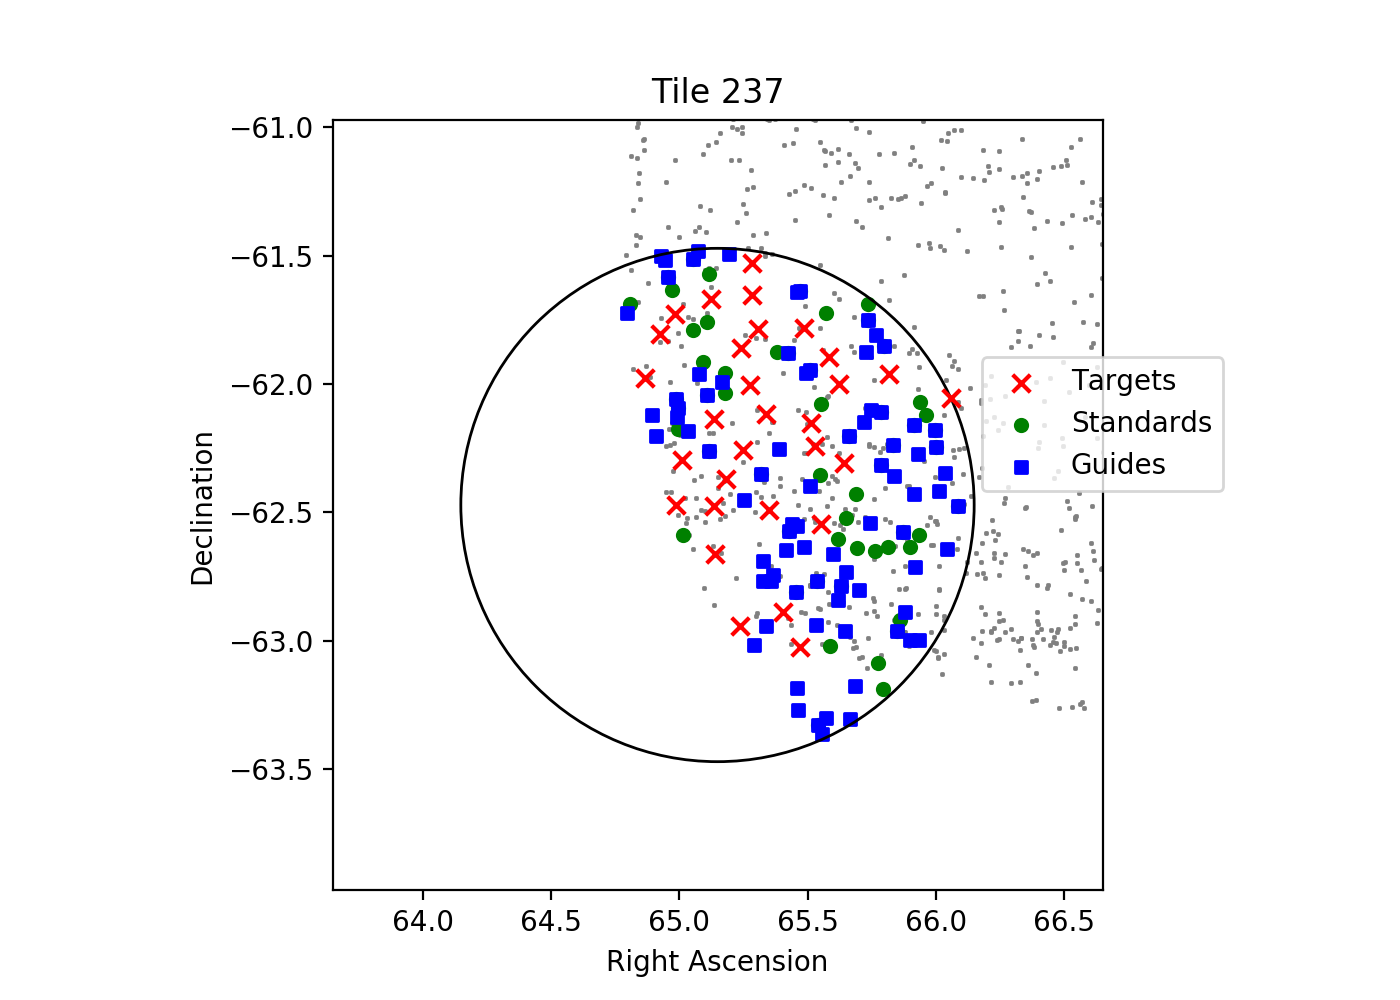 Tile 237
−61.0
−61.5
−62.0
−62.5
−63.0
−63.5
Declination
64.0 64.5 65.0 65.5 66.0 66.5
Right Ascension
Targets
Standards
Guides